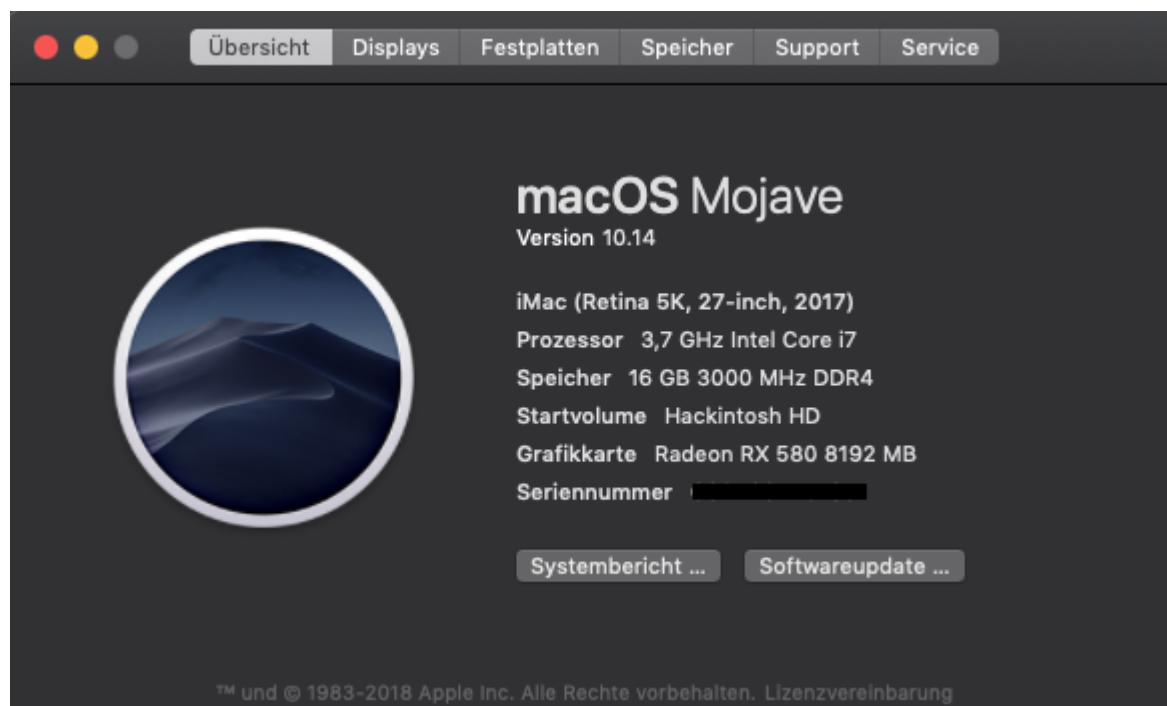 Übersicht Displays Festplatten Speicher Support Service
macOS Mojave
Version 10.14
iMac (Retina 5K, 27-inch, 2017)
Prozessor 3,7 GHz Intel Core i7
Speicher 16 GB 3000 MHz DDR4
Startvolume Hackintosh HD
Grafikkarte Radeon RX 580 8192 MB
Seriennummer
Systembericht ... Softwareupdate ...
™ und © 1983-2018 Apple Inc. Alle Rechte vorbehalten. Lizenzvereinbarung